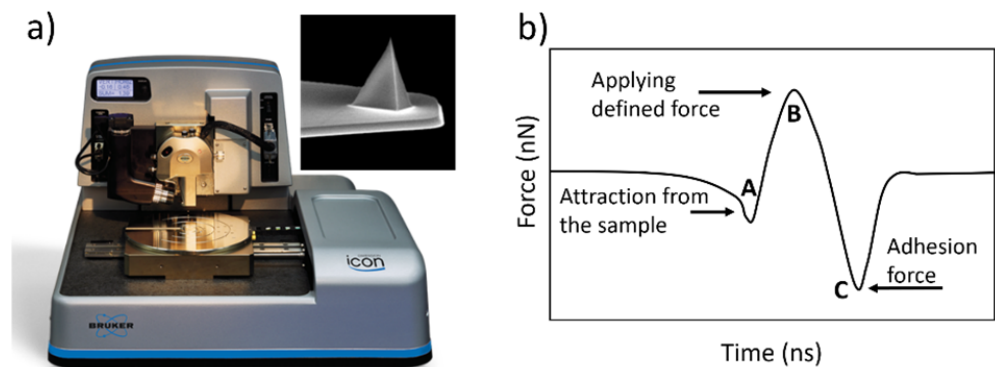 a)
BRUKER
icon
b)
Applying
defined force
B
A
Attraction from
the sample
Adhesion
force
C
Force (nN)
Time (ns)